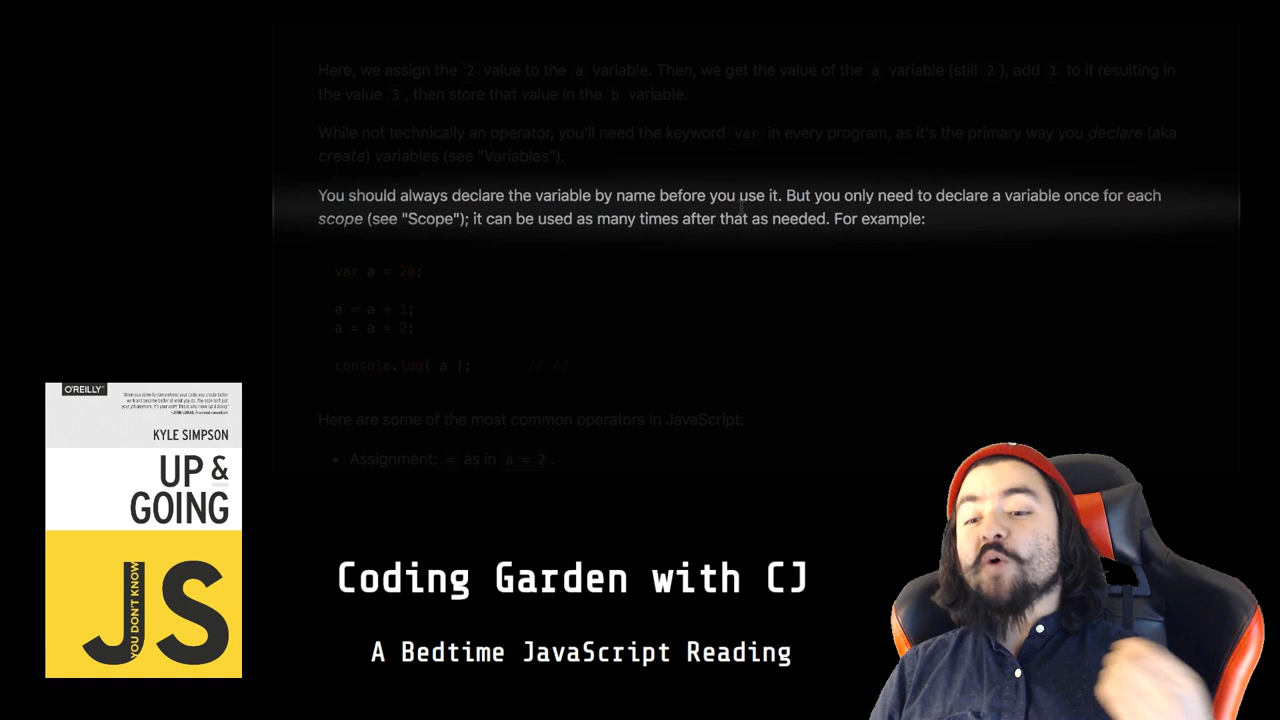 Here, we assign the 2 value to the a variable. Then, we get the value of the a variable (still 2), add 1 to it resulting in
the value 3, then store that value in the b variable.
While not technically an operator, you'll need the keyword var in every program, as it's the primary way you declare (aka
create) variables (see "Variables").
You should always declare the variable by name before you use it. But you only need to declare a variable once for each
scope (see "Scope"); it can be used as many times after that as needed. For example:
var a = 20;
a = a + 1;
a = a * 2;
console.log( a ); // 42
Here are some of the most common operators in JavaScript:
• Assignment: = as in a = 2.
O'REILLY®
KYLE SIMPSON
UP &
GOING
YOU DON'T KNOW
JS
Coding Garden with CJ
A Bedtime JavaScript Reading